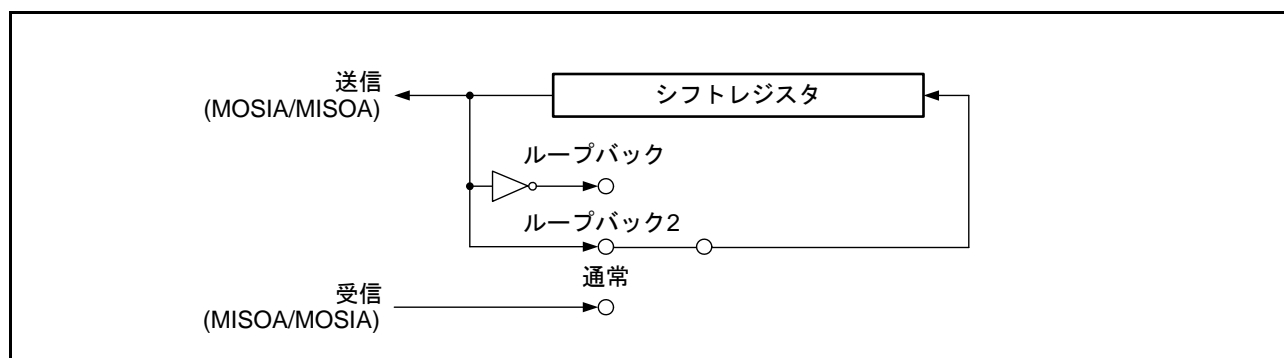 送信
(MOSIA/MISOA)
シフトレジスタ
ループバック
ループバック2
通常
受信
(MISOA/MOSIA)